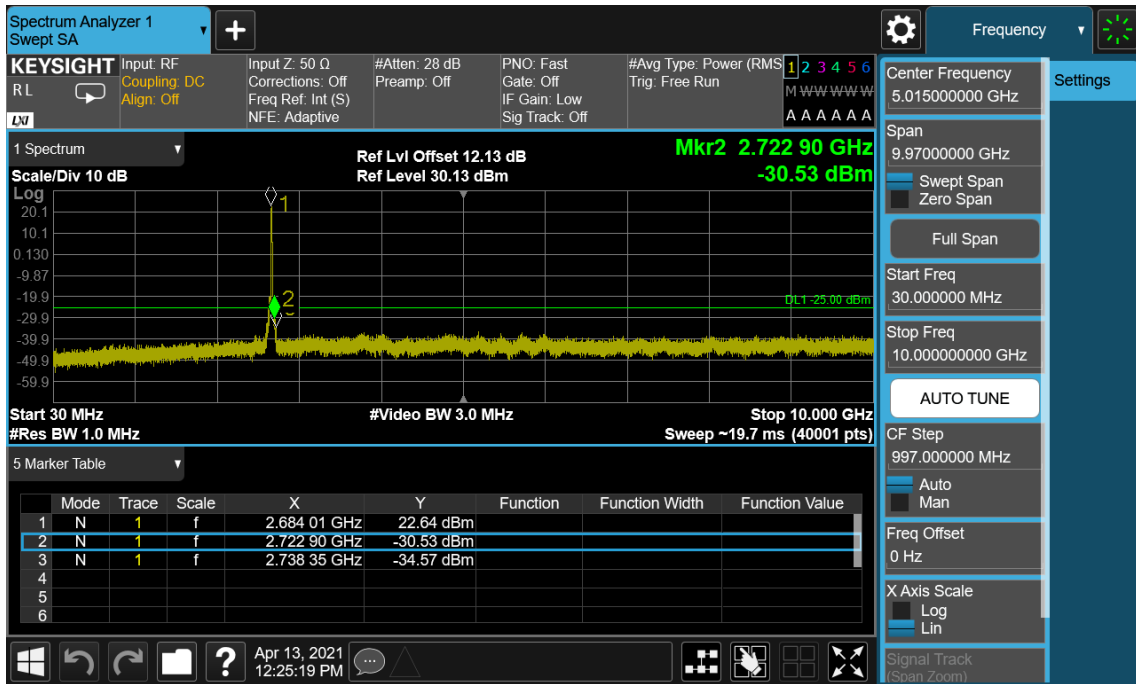 Spectrum Analyzer 1
Swept SA
Frequency
KEYSIGHT
RL
LXI
Input: RF
Coupling: DC
Align: Off
Input Z: 50 Ω
Corrections: Off
Freq Ref: Int (S)
NFE: Adaptive
#Atten: 28 dB
Preamp: Off
PNO: Fast
Gate: Off
IF Gain: Low
Sig Track: Off
#Avg Type: Power (RMS
Trig: Free Run
1 2 3 4 5 6
M W W W W W
A A A A A A
Settings
1 Spectrum
Scale/Div 10 dB
Ref Lvl Offset 12.13 dB
Ref Level 30.13 dBm
Mkr2 2.722 90 GHz
-30.53 dBm
Log
20.1
10.1
0.130
-9.87
-19.9
-29.9
-39.9
-49.9
-59.9
1
2
DL1 -25.00 dBm
Start 30 MHz
#Res BW 1.0 MHz
#Video BW 3.0 MHz
Stop 10.000 GHz
Sweep ~19.7 ms (40001 pts)
5 Marker Table
Mode Trace Scale X Y Function Function Width Function Value
1 N 1 f 2.684 01 GHz 22.64 dBm
2 N 1 f 2.722 90 GHz -30.53 dBm
3 N 1 f 2.738 35 GHz -34.57 dBm
4
5
6
Apr 13, 2021
12:25:19 PM
Center Frequency
5.015000000 GHz
Span
9.97000000 GHz
Swept Span
Zero Span
Full Span
Start Freq
30.000000 MHz
Stop Freq
10.000000000 GHz
AUTO TUNE
CF Step
997.000000 MHz
Auto
Man
Freq Offset
0 Hz
X Axis Scale
Log
Lin
Signal Track
(Span Zoom)